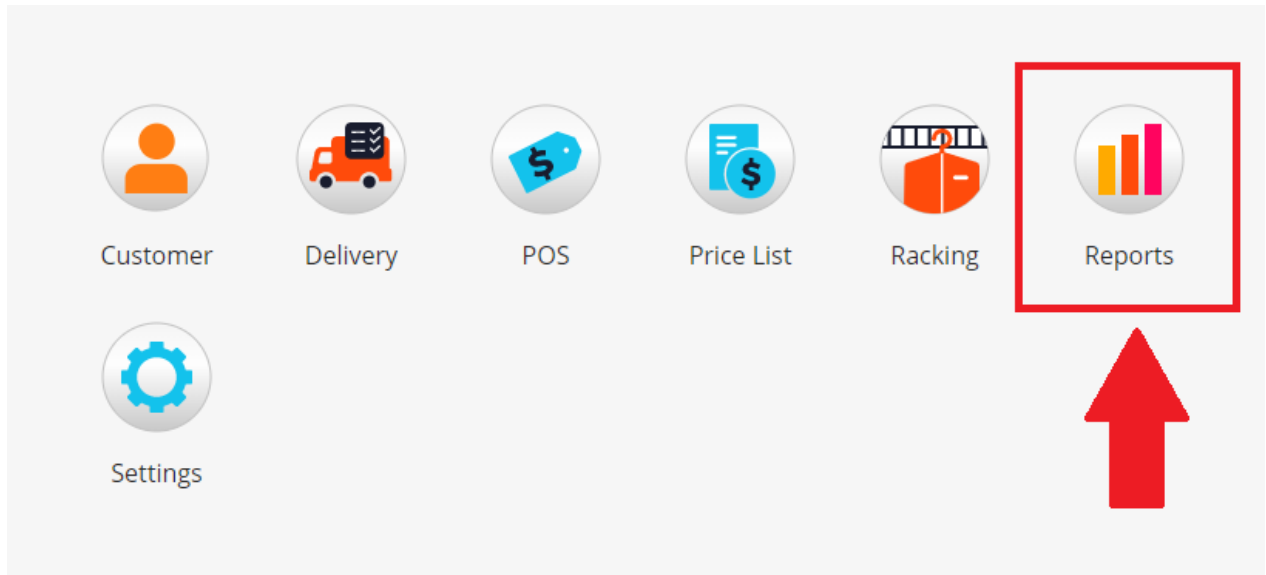 Customer
Delivery
POS
Price List
Racking
Reports
Settings